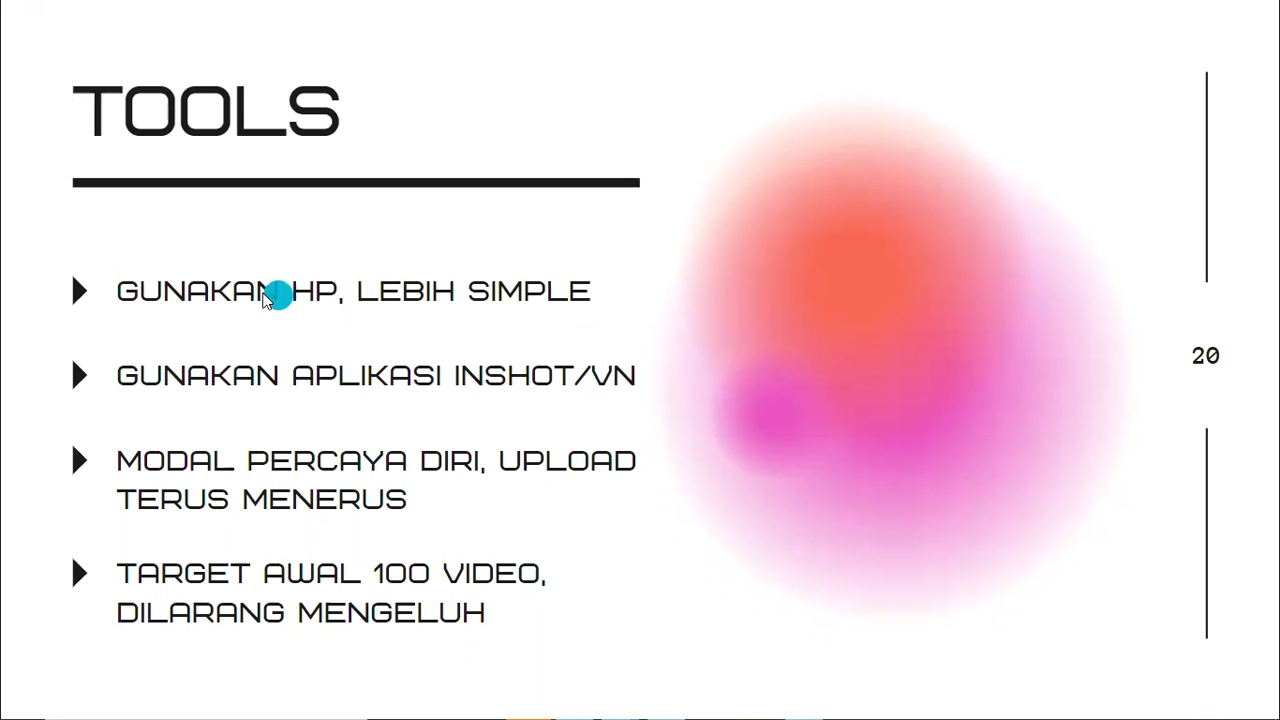 TOOLS
GUNAKAN HP, LEBIH SIMPLE
GUNAKAN APLIKASI INSHOT/VN
MODAL PERCAYA DIRI, UPLOAD
TERUS MENERUS
TARGET AWAL 100 VIDEO,
DILARANG MENGELUH
20